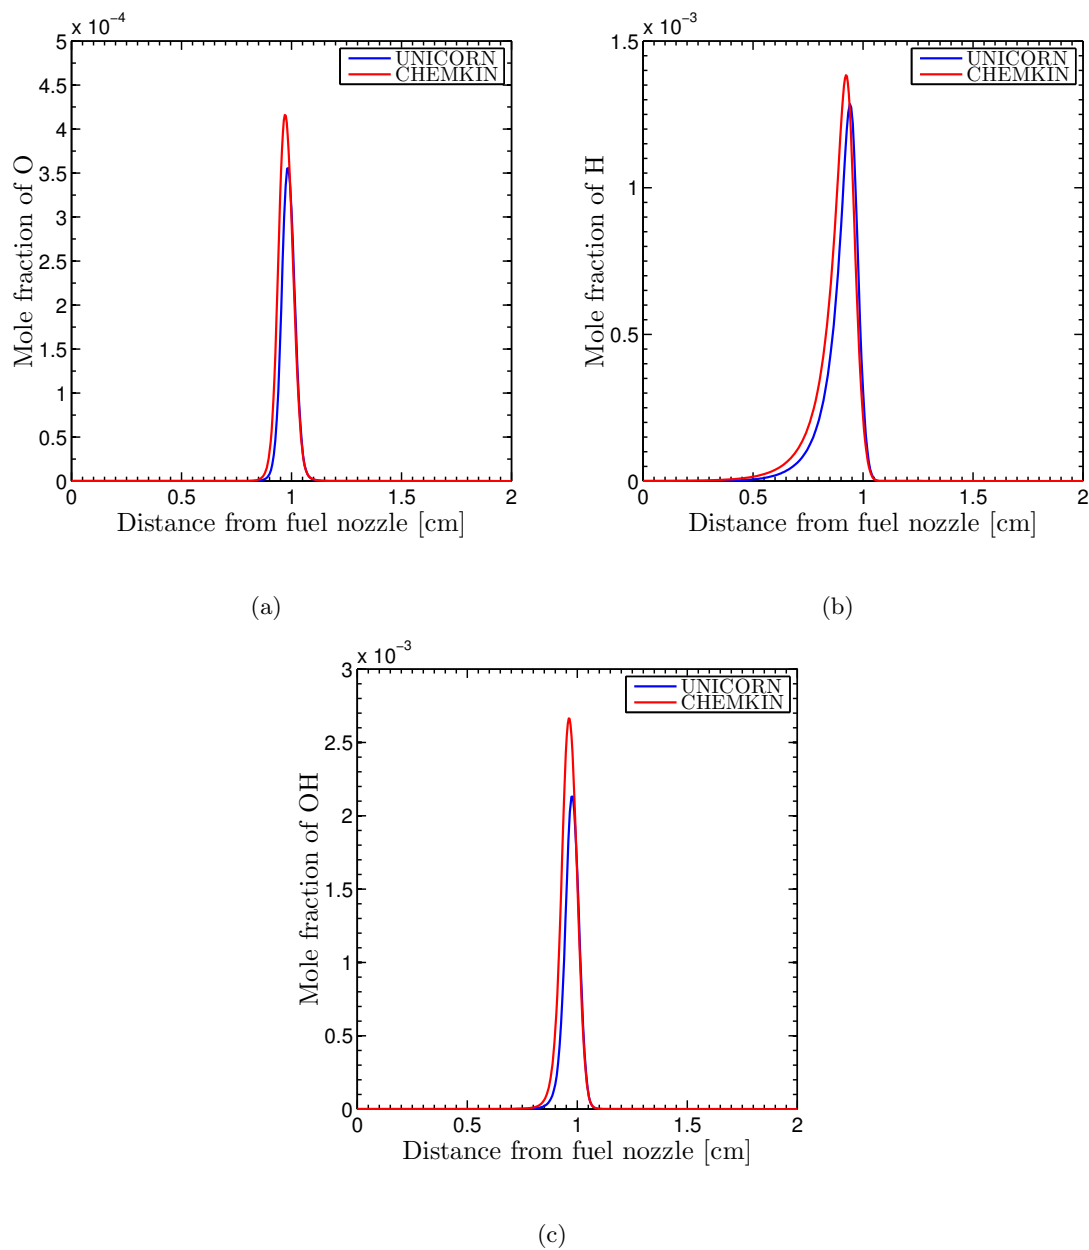 x 10⁻⁴
5
4.5
4
3.5
3
2.5
2
1.5
1
0.5
0
Mole fraction of O
UNICORN
CHEMKIN
0 0.5 1 1.5 2
Distance from fuel nozzle [cm]
(a)
x 10⁻³
1.5
1
0.5
0
Mole fraction of H
UNICORN
CHEMKIN
0 0.5 1 1.5 2
Distance from fuel nozzle [cm]
(b)
x 10⁻³
3
2.5
2
1.5
1
0.5
0
Mole fraction of OH
UNICORN
CHEMKIN
0 0.5 1 1.5 2
Distance from fuel nozzle [cm]
(c)